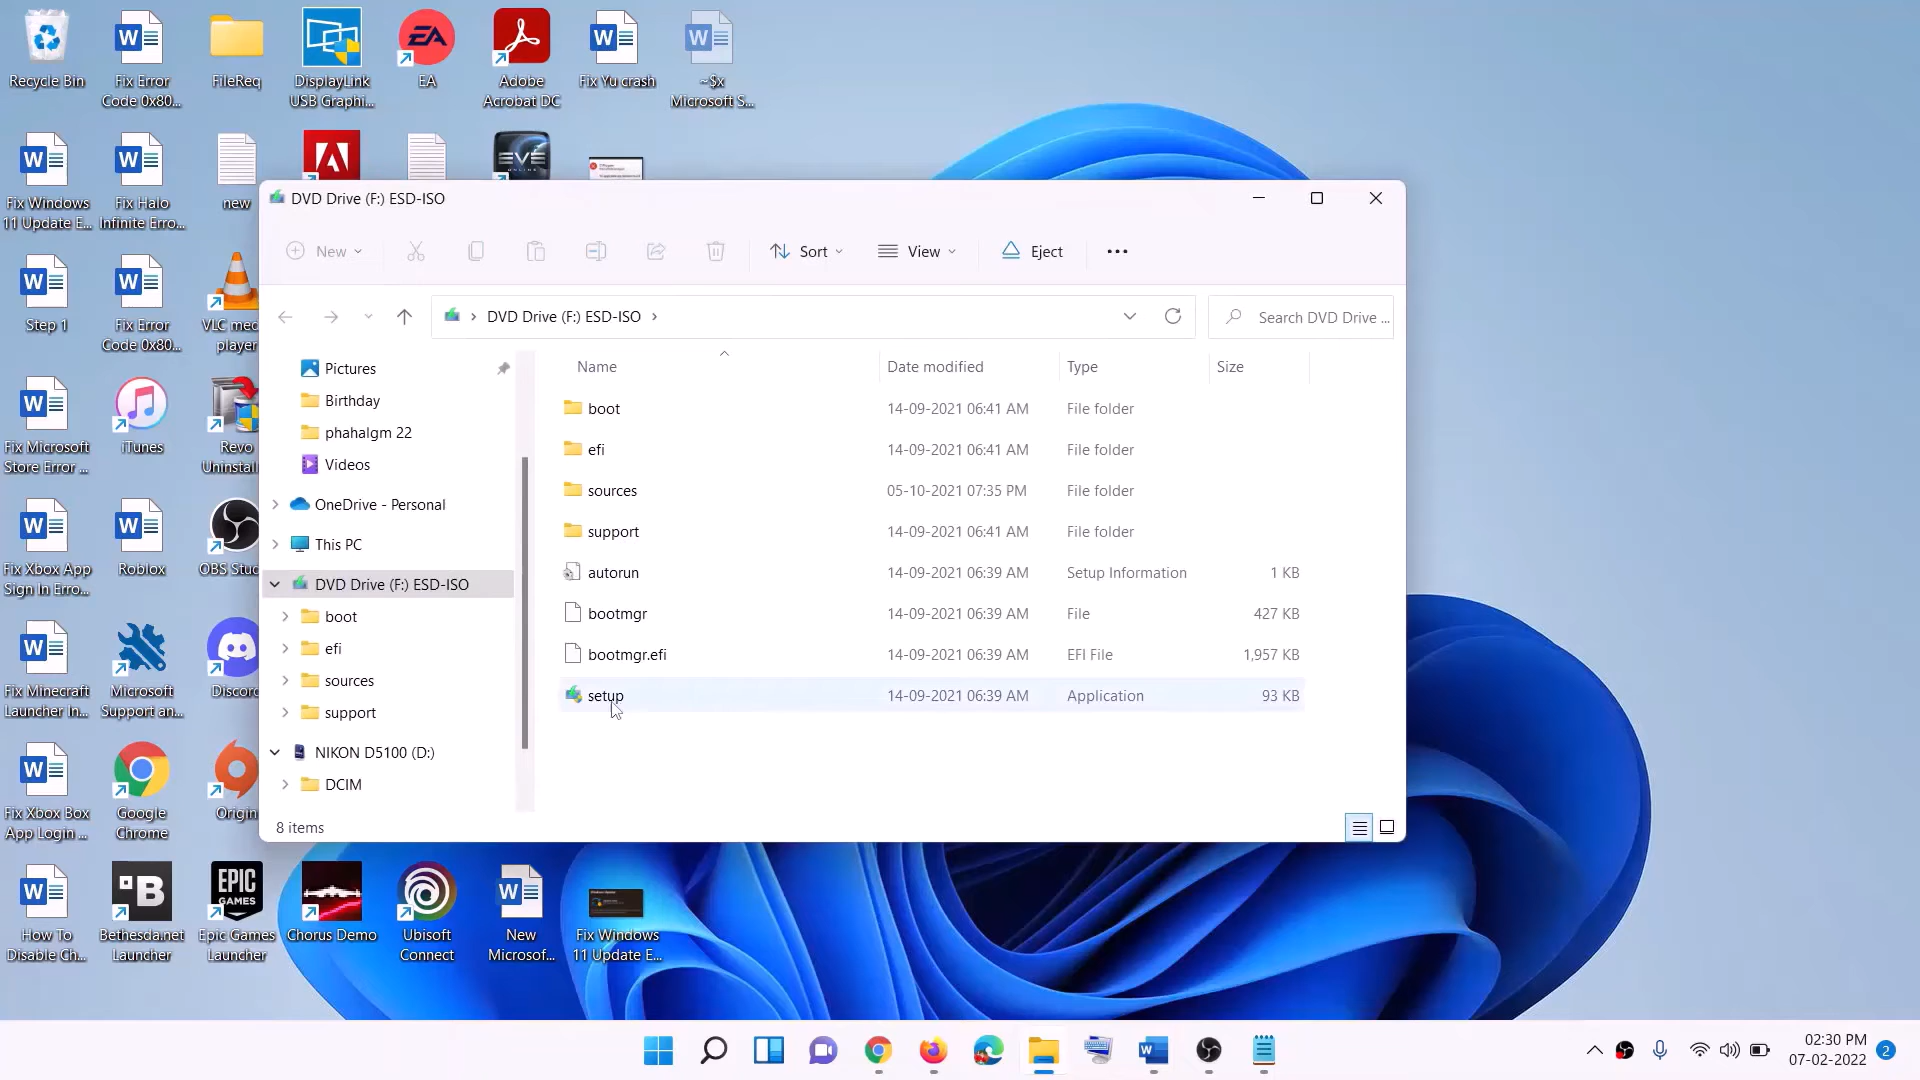 Recycle Bin
Fix Error
Code 0x80...
FileReq
DisplayLink
USB Graphi...
EA
Adobe
Acrobat DC
Fix Yu crash
~$x
Microsoft S...
Fix Windows
11 Update E...
Fix Halo
Infinite Erro...
new
EVE
ONLINE
Step 1
Fix Error
Code 0x80...
VLC med
player
Fix Microsoft
Store Error ...
iTunes
Revo
Uninstal
Fix Xbox App
Sign In Erro...
Roblox
OBS Stud
Fix Minecraft
Launcher In...
Microsoft
Support an...
Discord
Fix Xbox Box
App Login ...
Google
Chrome
Origin
How To
Disable Ch...
Bethesda.net
Launcher
EPIC
GAMES
Epic Games
Launcher
Chorus Demo
Ubisoft
Connect
New
Microsof...
Fix Windows
11 Update E...
DVD Drive (F:) ESD-ISO
New
Sort
View
Eject
DVD Drive (F:) ESD-ISO
Search DVD Drive ...
Pictures
Birthday
phahalgm 22
Videos
OneDrive - Personal
This PC
DVD Drive (F:) ESD-ISO
boot
efi
sources
support
NIKON D5100 (D:)
DCIM
Name Date modified Type Size
boot 14-09-2021 06:41 AM File folder
efi 14-09-2021 06:41 AM File folder
sources 05-10-2021 07:35 PM File folder
support 14-09-2021 06:41 AM File folder
autorun 14-09-2021 06:39 AM Setup Information 1 KB
bootmgr 14-09-2021 06:39 AM File 427 KB
bootmgr.efi 14-09-2021 06:39 AM EFI File 1,957 KB
setup 14-09-2021 06:39 AM Application 93 KB
8 items
02:30 PM
07-02-2022
2